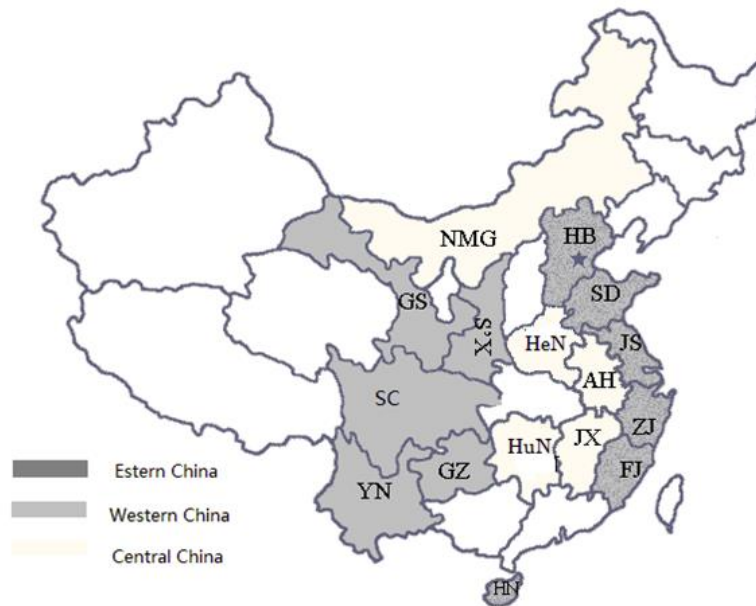 NMG
HB
SD
GS
XcS
HeN
JS
AH
SC
ZJ
JX
HuN
FJ
GZ
YN
Estern China
Western China
Central China
HN